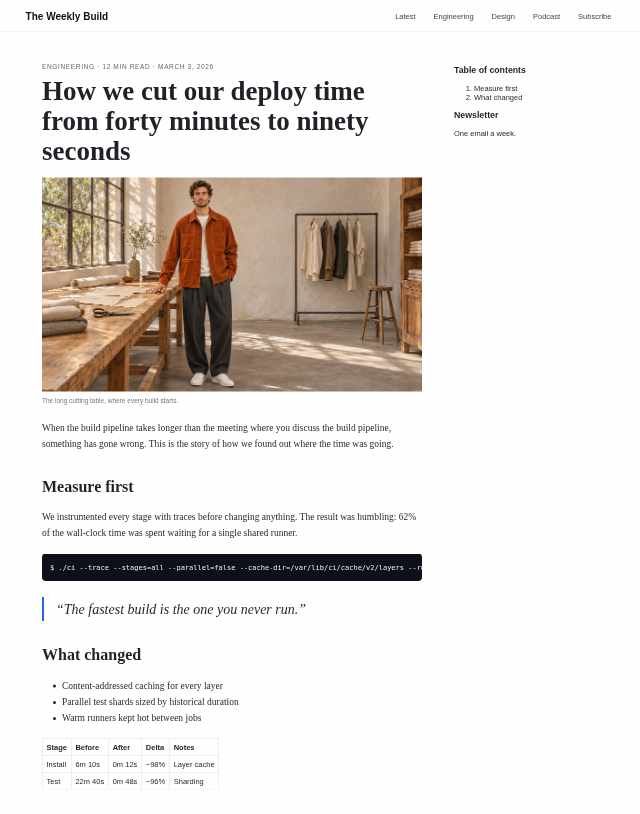 The Weekly Build
Latest Engineering Design Podcast Subscribe
ENGINEERING · 12 MIN READ · MARCH 3, 2026
How we cut our deploy time
from forty minutes to ninety
seconds
The long cutting table, where every build starts.
When the build pipeline takes longer than the meeting where you discuss the build pipeline,
something has gone wrong. This is the story of how we found out where the time was going.
Measure first
We instrumented every stage with traces before changing anything. The result was humbling: 62%
of the wall-clock time was spent waiting for a single shared runner.
$ ./ci --trace --stages=all --parallel=false --cache-dir=/var/lib/ci/cache/v2/layers
“The fastest build is the one you never run.”
What changed
• Content-addressed caching for every layer
• Parallel test shards sized by historical duration
• Warm runners kept hot between jobs
Stage Before After Delta Notes
Install 6m 10s 0m 12s −98% Layer cache
Test 22m 40s 0m 48s −96% Sharding
Table of contents
1. Measure first
2. What changed
Newsletter
One email a week.